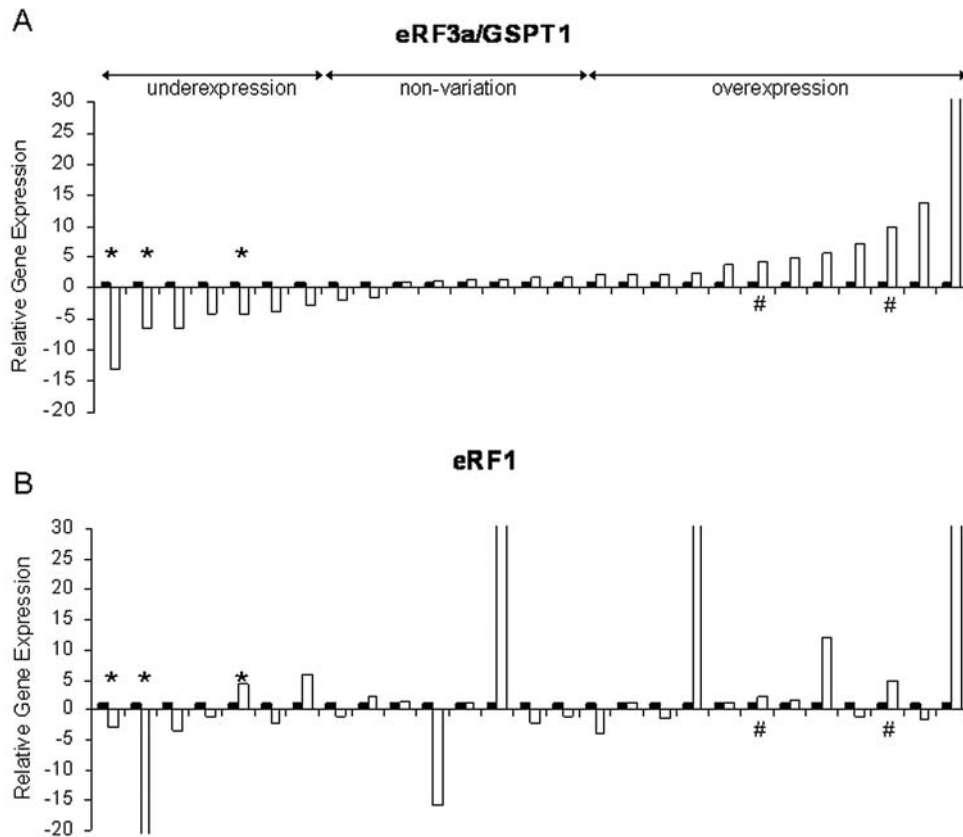 A
eRF3a/GSPT1
underexpression non-variation overexpression
Relative Gene Expression
30
25
20
15
10
5
0
-5
-10
-15
-20
* * *
# #
eRF1
B
Relative Gene Expression
30
25
20
15
10
5
0
-5
-10
-15
-20
* * *
# #